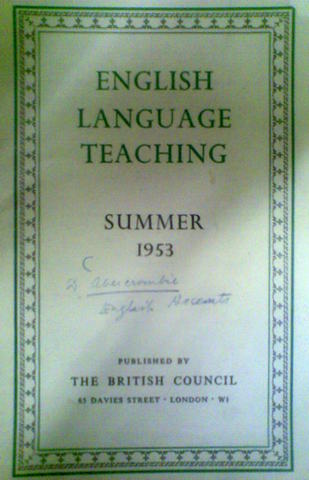 ENGLISH
LANGUAGE
TEACHING
SUMMER
1953
D. Abercrombie
English Accents
PUBLISHED BY
THE BRITISH COUNCIL
65 DAVIES STREET · LONDON · W1